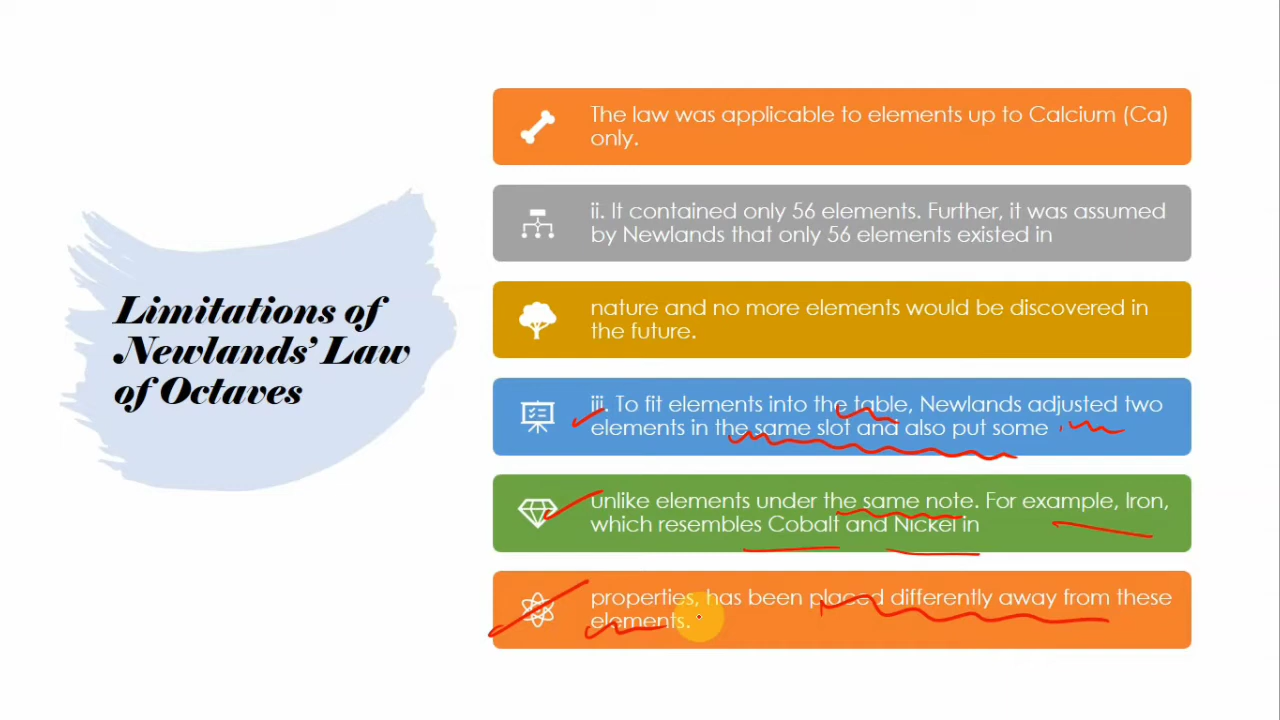 Limitations of
Newlands' Law
of Octaves
The law was applicable to elements up to Calcium (Ca)
only.
ii. It contained only 56 elements. Further, it was assumed
by Newlands that only 56 elements existed in
nature and no more elements would be discovered in
the future.
iii. To fit elements into the table, Newlands adjusted two
elements in the same slot and also put some
unlike elements under the same note. For example, Iron,
which resembles Cobalt and Nickel in
properties, has been placed differently away from these
elements.